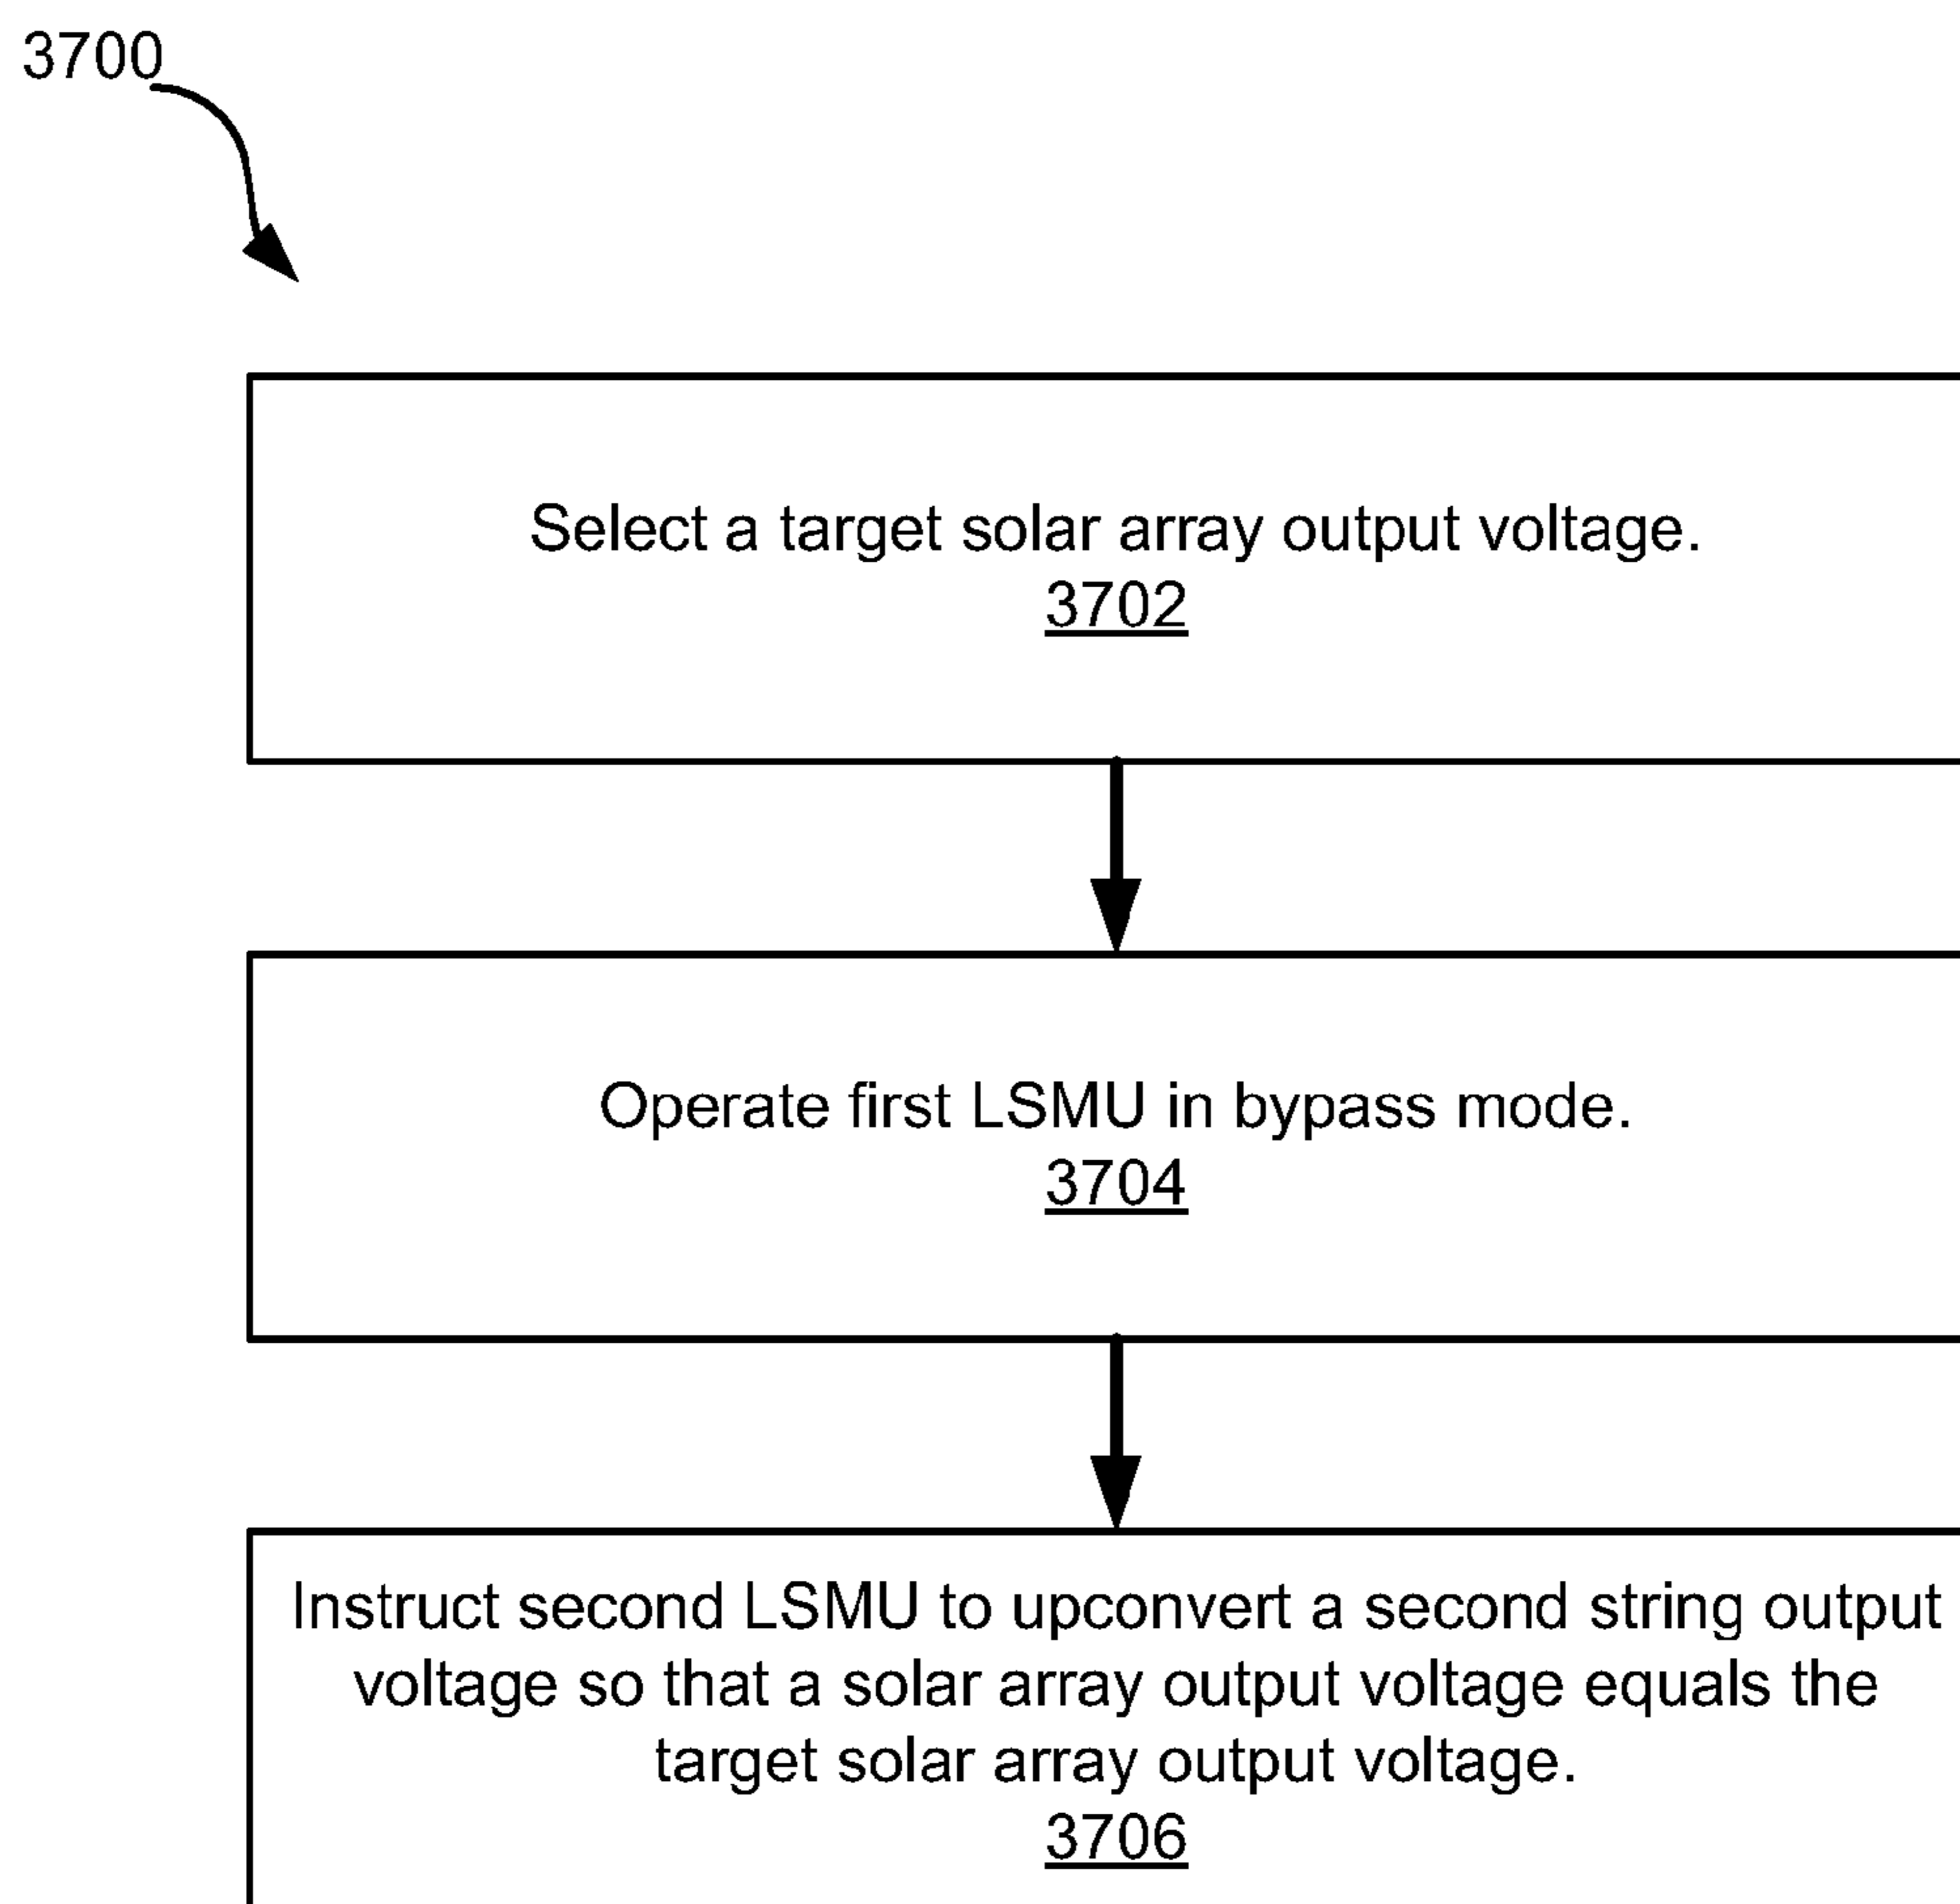 3700
Select a target solar array output voltage.
3702
Operate first LSMU in bypass mode.
3704
Instruct second LSMU to upconvert a second string output
voltage so that a solar array output voltage equals the
target solar array output voltage.
3706